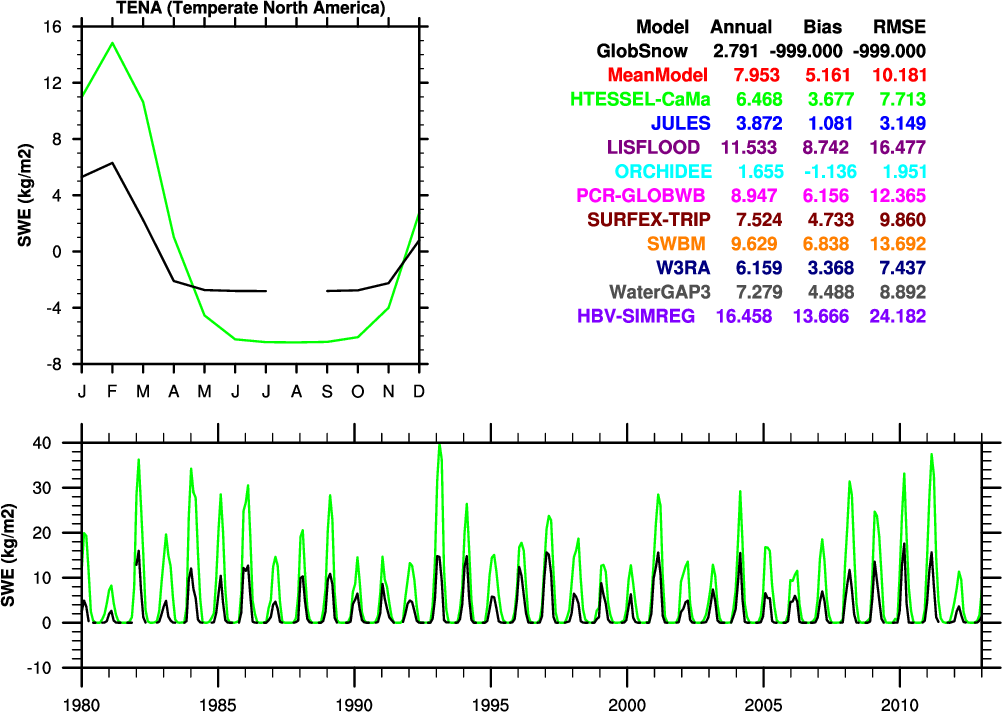 TENA (Temperate North America)
16
12
8
4
0
-4
-8
SWE (kg/m2)
J F M A M J J A S O N D
Model Annual Bias RMSE
GlobSnow 2.791 -999.000 -999.000
MeanModel 7.953 5.161 10.181
HTESSEL-CaMa 6.468 3.677 7.713
JULES 3.872 1.081 3.149
LISFLOOD 11.533 8.742 16.477
ORCHIDEE 1.655 -1.136 1.951
PCR-GLOBWB 8.947 6.156 12.365
SURFEX-TRIP 7.524 4.733 9.860
SWBM 9.629 6.838 13.692
W3RA 6.159 3.368 7.437
WaterGAP3 7.279 4.488 8.892
HBV-SIMREG 16.458 13.666 24.182
40
30
20
10
0
-10
SWE (kg/m2)
1980 1985 1990 1995 2000 2005 2010